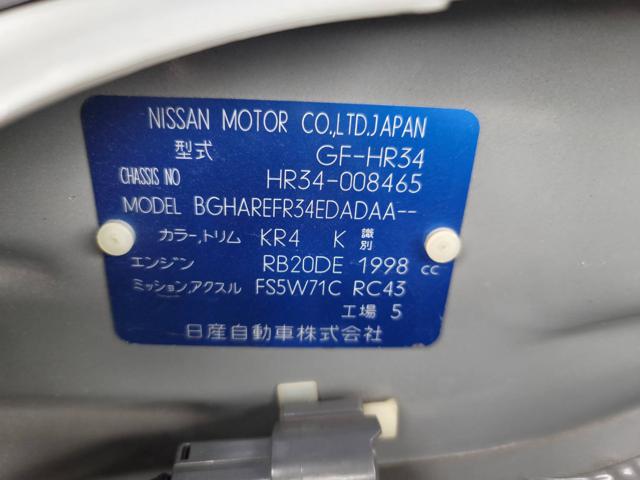 NISSAN MOTOR CO.,LTD.JAPAN
型式 GF-HR34
CHASSIS NO HR34-008465
MODEL BGHAREFR34EDADAA--
カラー,トリム KR4 K 識別
エンジン RB20DE 1998 cc
ミッション,アクスル FS5W71C RC43
工場 5
日産自動車株式会社